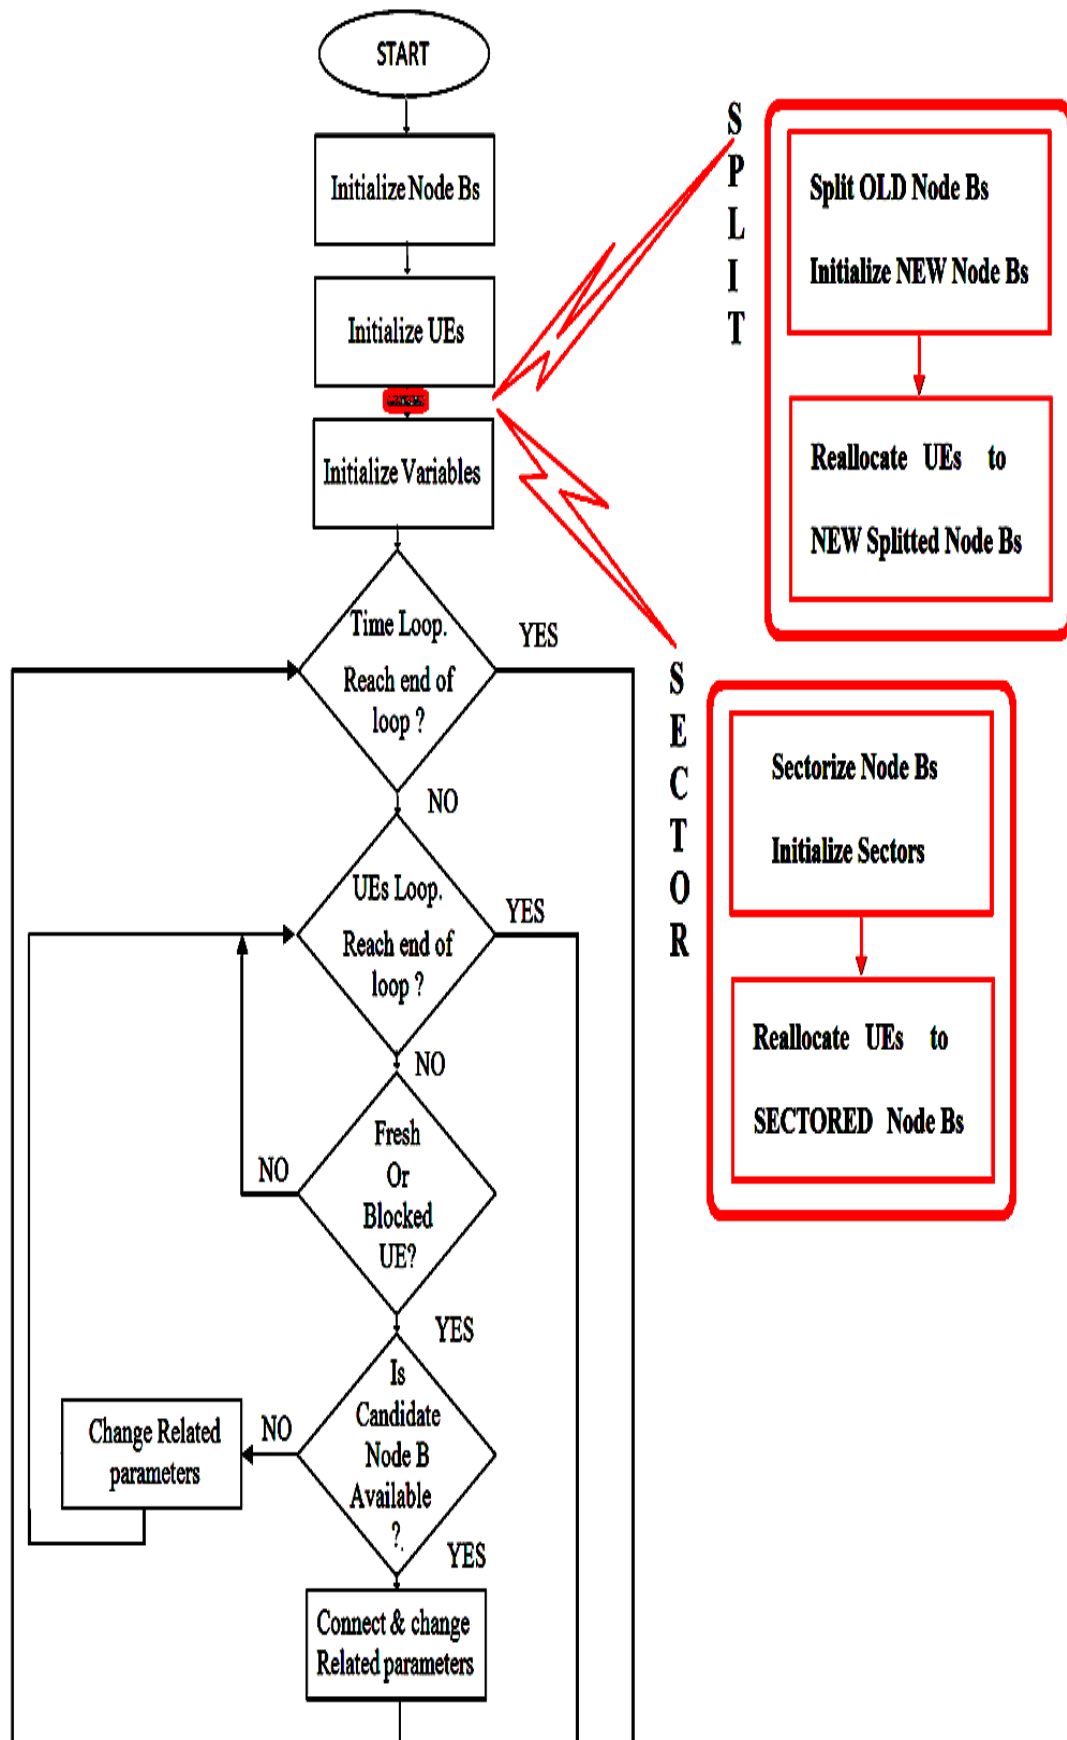 START
Initialize Node Bs
Initialize UEs
Initialize Variables
Time Loop.
Reach end of
loop ?
YES
NO
UEs Loop.
Reach end of
loop ?
YES
NO
Fresh
Or
Blocked
UE?
NO
YES
Is
Candidate
Node B
Available
?.
NO
Change Related
parameters
YES
Connect & change
Related parameters
SPLIT
Split OLD Node Bs
Initialize NEW Node Bs
Reallocate UEs to
NEW Splitted Node Bs
SECTOR
Sectorize Node Bs
Initialize Sectors
Reallocate UEs to
SECTORED Node Bs